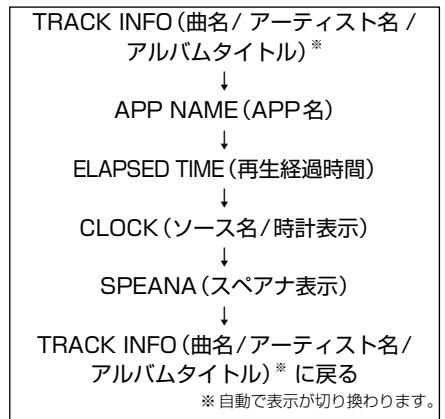 TRACK INFO（曲名/ アーティスト名 /
アルバムタイトル）※
↓
APP NAME（APP名）
↓
ELAPSED TIME（再生経過時間）
↓
CLOCK（ソース名/時計表示）
↓
SPEANA（スペアナ表示）
↓
TRACK INFO（曲名/アーティスト名/
アルバムタイトル）※ に戻る
※自動で表示が切り換わります。